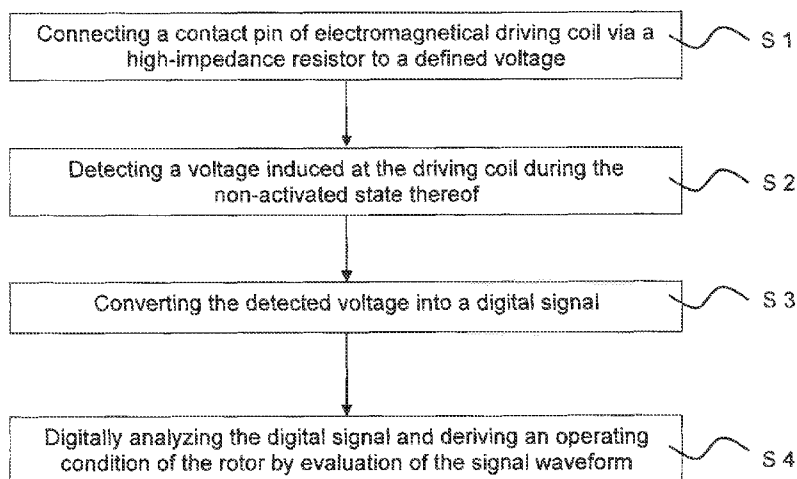 Connecting a contact pin of electromagnetical driving coil via a
high-impedance resistor to a defined voltage
S 1
Detecting a voltage induced at the driving coil during the
non-activated state thereof
S 2
Converting the detected voltage into a digital signal
S 3
Digitally analyzing the digital signal and deriving an operating
condition of the rotor by evaluation of the signal waveform
S 4